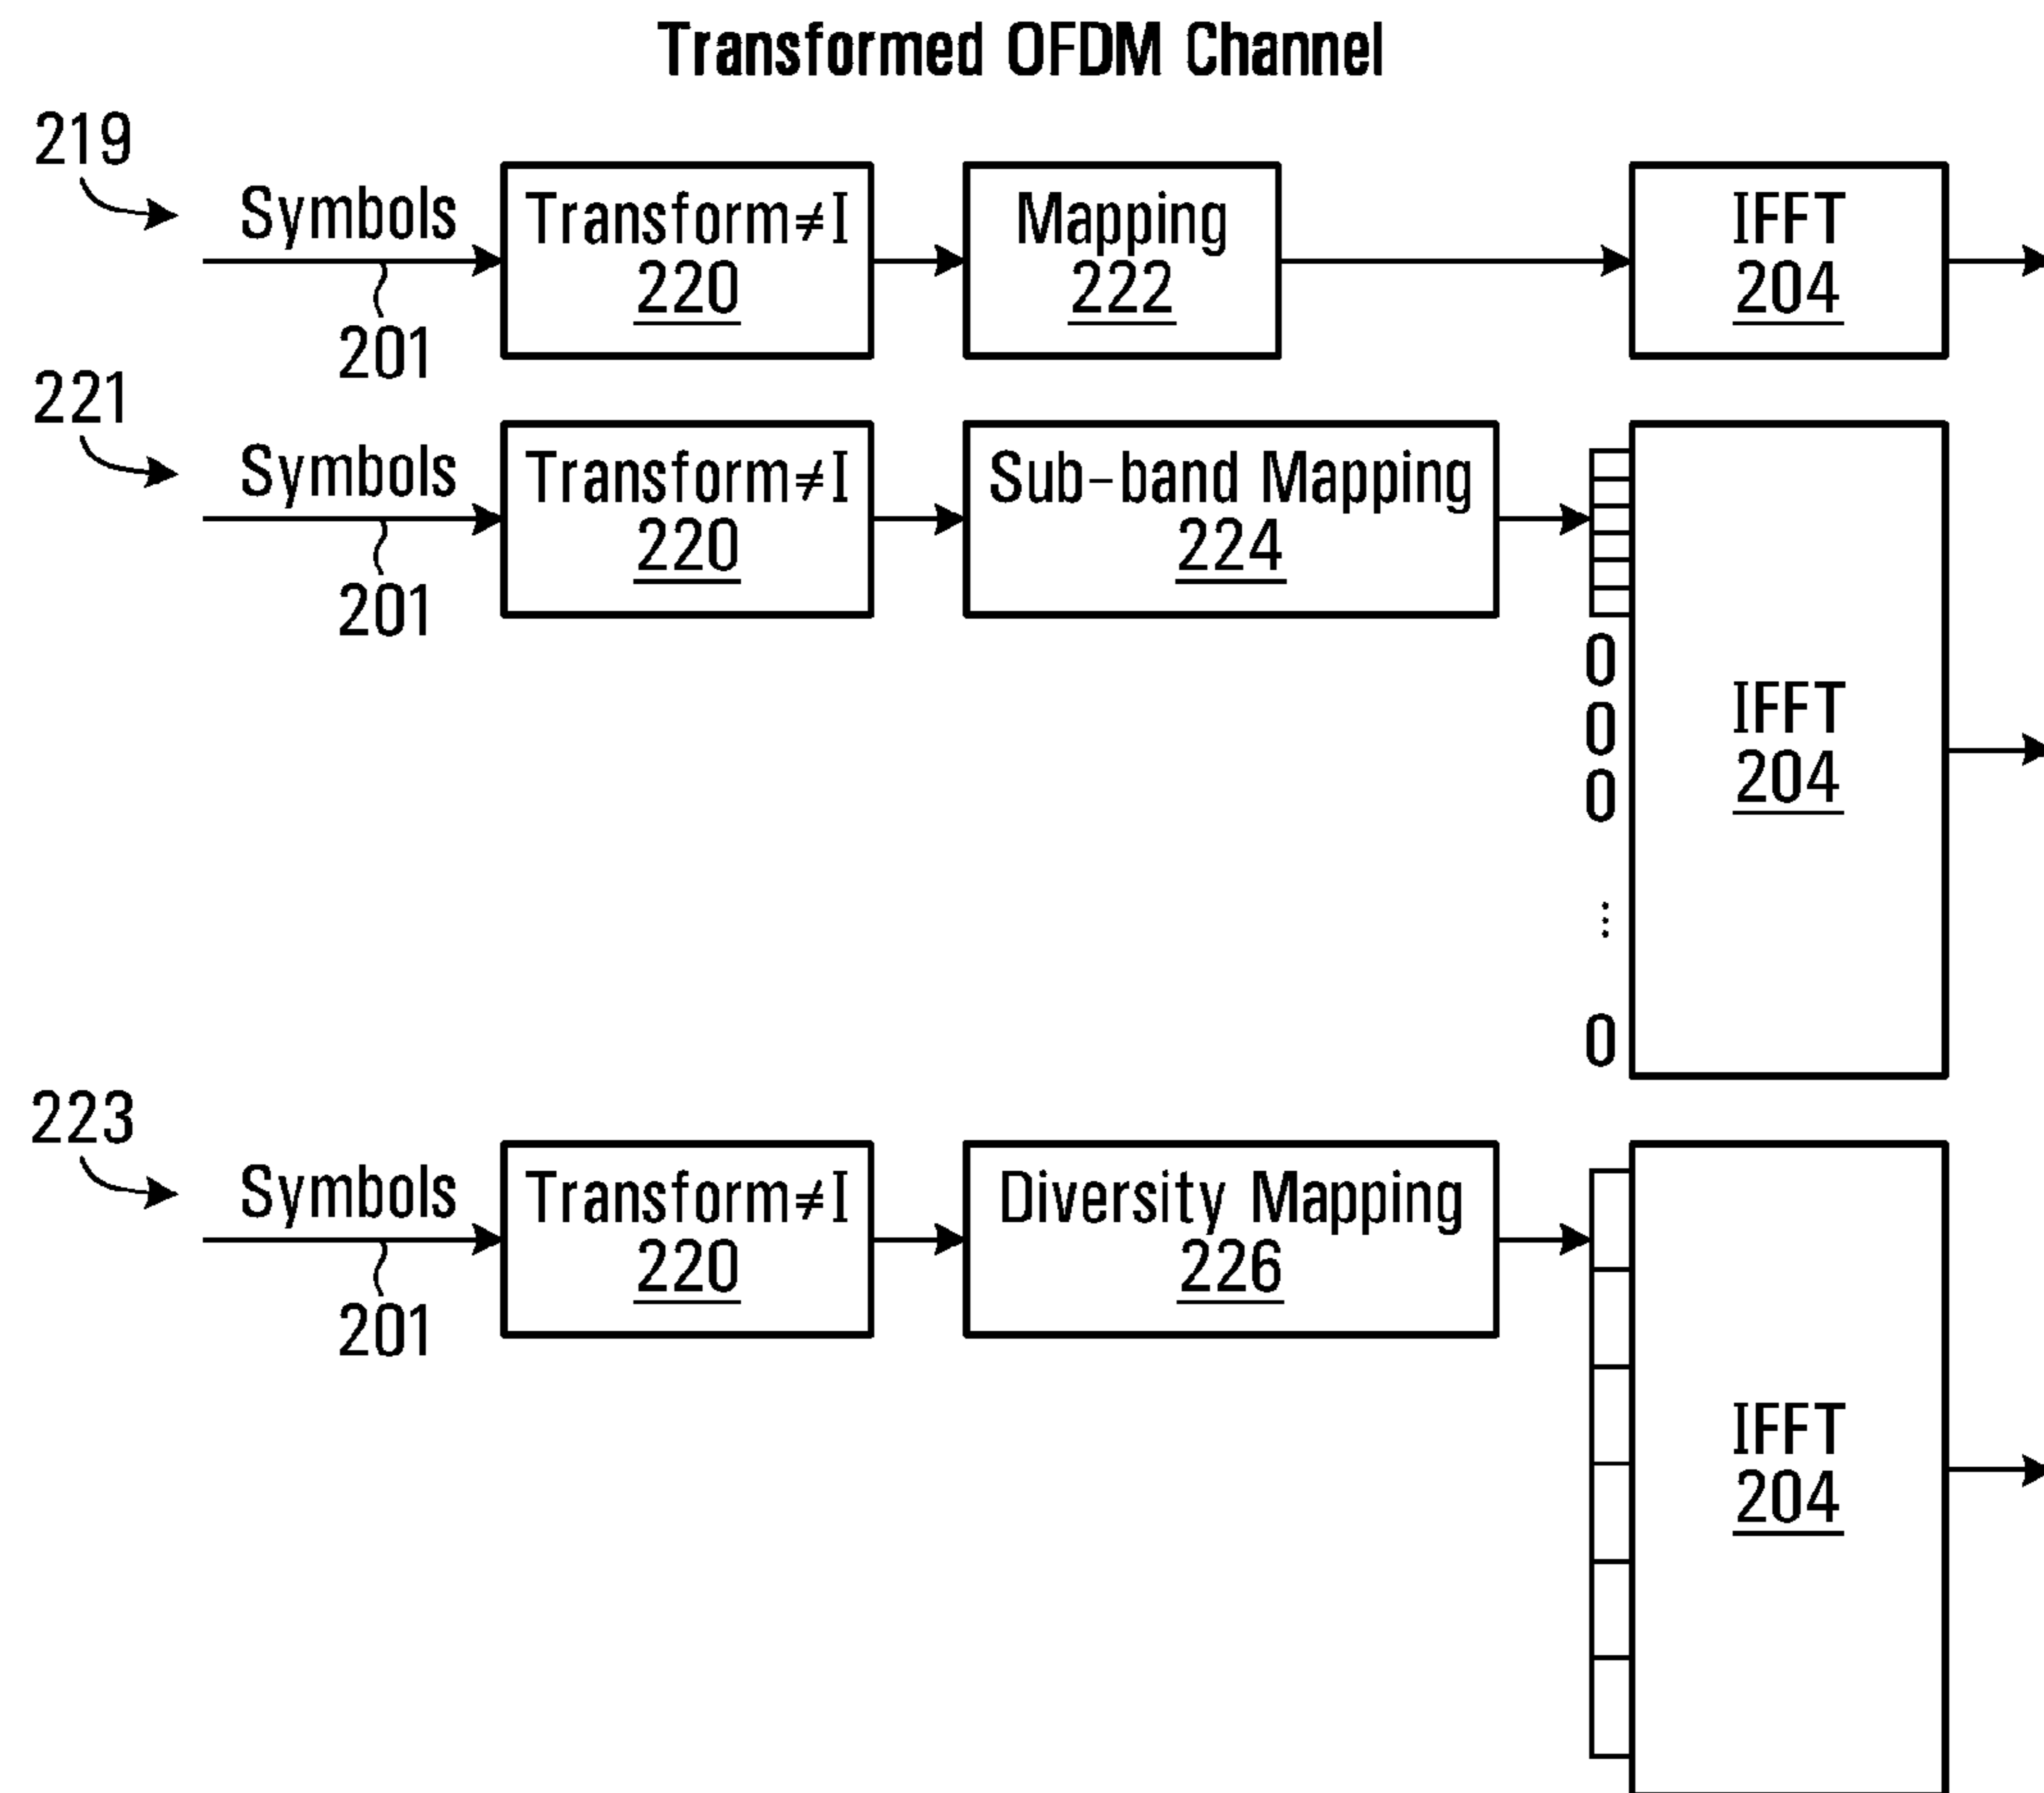 Transformed OFDM Channel
219
Symbols
201
Transform≠I
220
Mapping
222
IFFT
204
221
Symbols
201
Transform≠I
220
Sub-band Mapping
224
0
0
0
⋮
0
IFFT
204
223
Symbols
201
Transform≠I
220
Diversity Mapping
226
IFFT
204